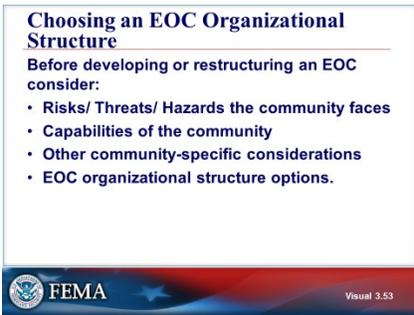 Choosing an EOC Organizational
Structure
Before developing or restructuring an EOC
consider:
• Risks/ Threats/ Hazards the community faces
• Capabilities of the community
• Other community-specific considerations
• EOC organizational structure options.
FEMA
Visual 3.53